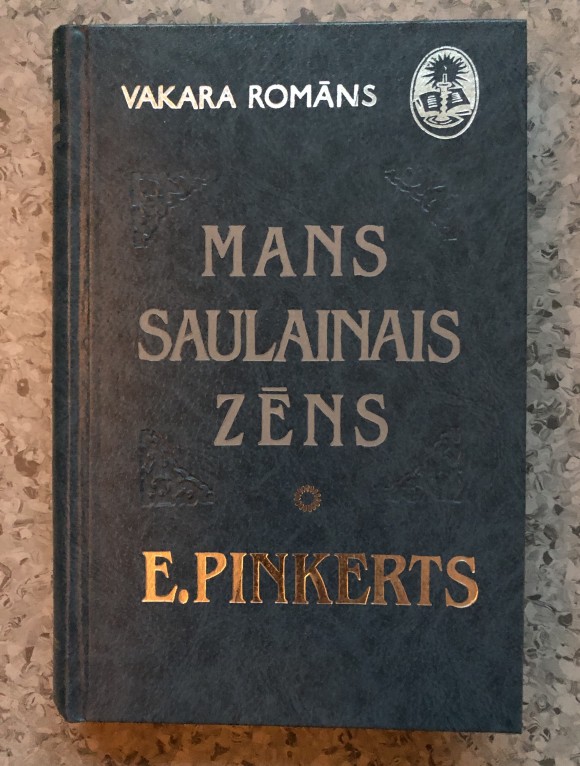 VAKARA ROMĀNS
MANS
SAULAINAIS
ZĒNS
E.PINKERTS